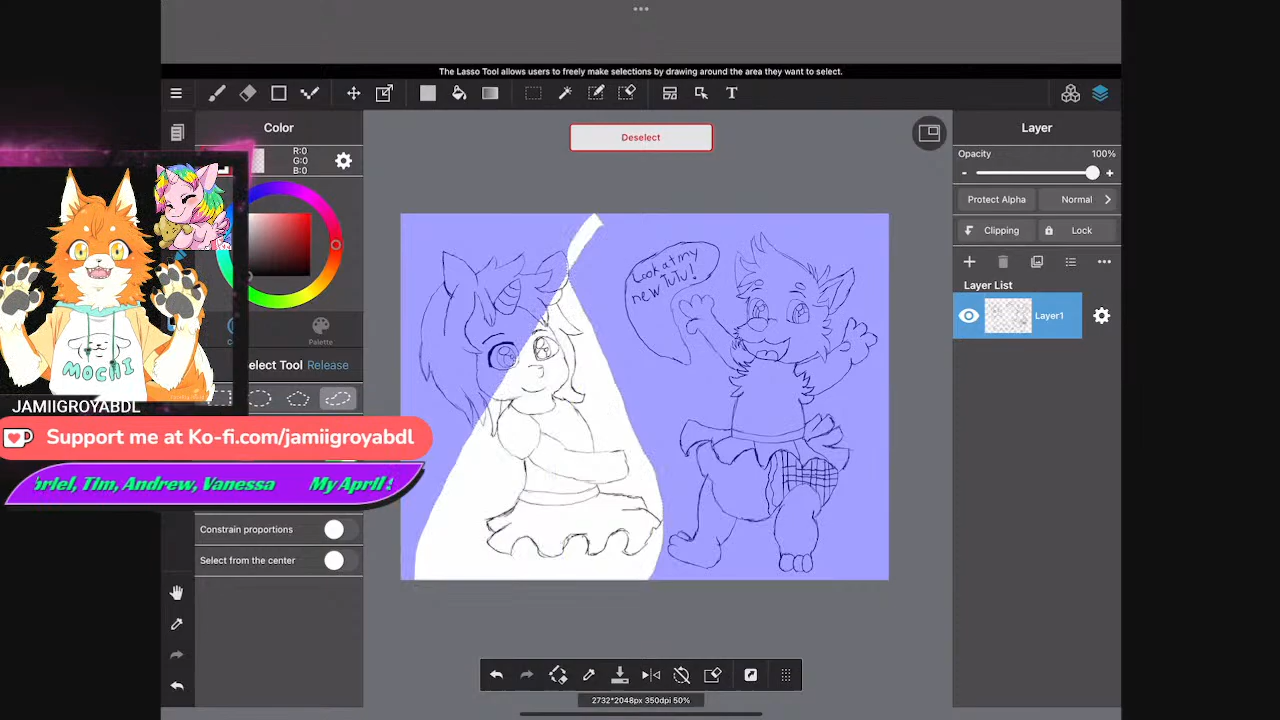 The Lasso Tool allows users to freely make selections by drawing around the area they want to select.
Color
Deselect
Layer
R:0
G:0
B:0
Opacity
100%
Protect Alpha
Normal
Clipping
Lock
Layer List
Layer1
Look at my
new TuTu!
Palette
elect Tool Release
MOCHI
JAMIIGROYABDL
Support me at Ko-fi.com/jamiigroyabdl
riel, Tim, Andrew, Vanessa My April
Constrain proportions
Select from the center
2732*2048px 350dpi 50%